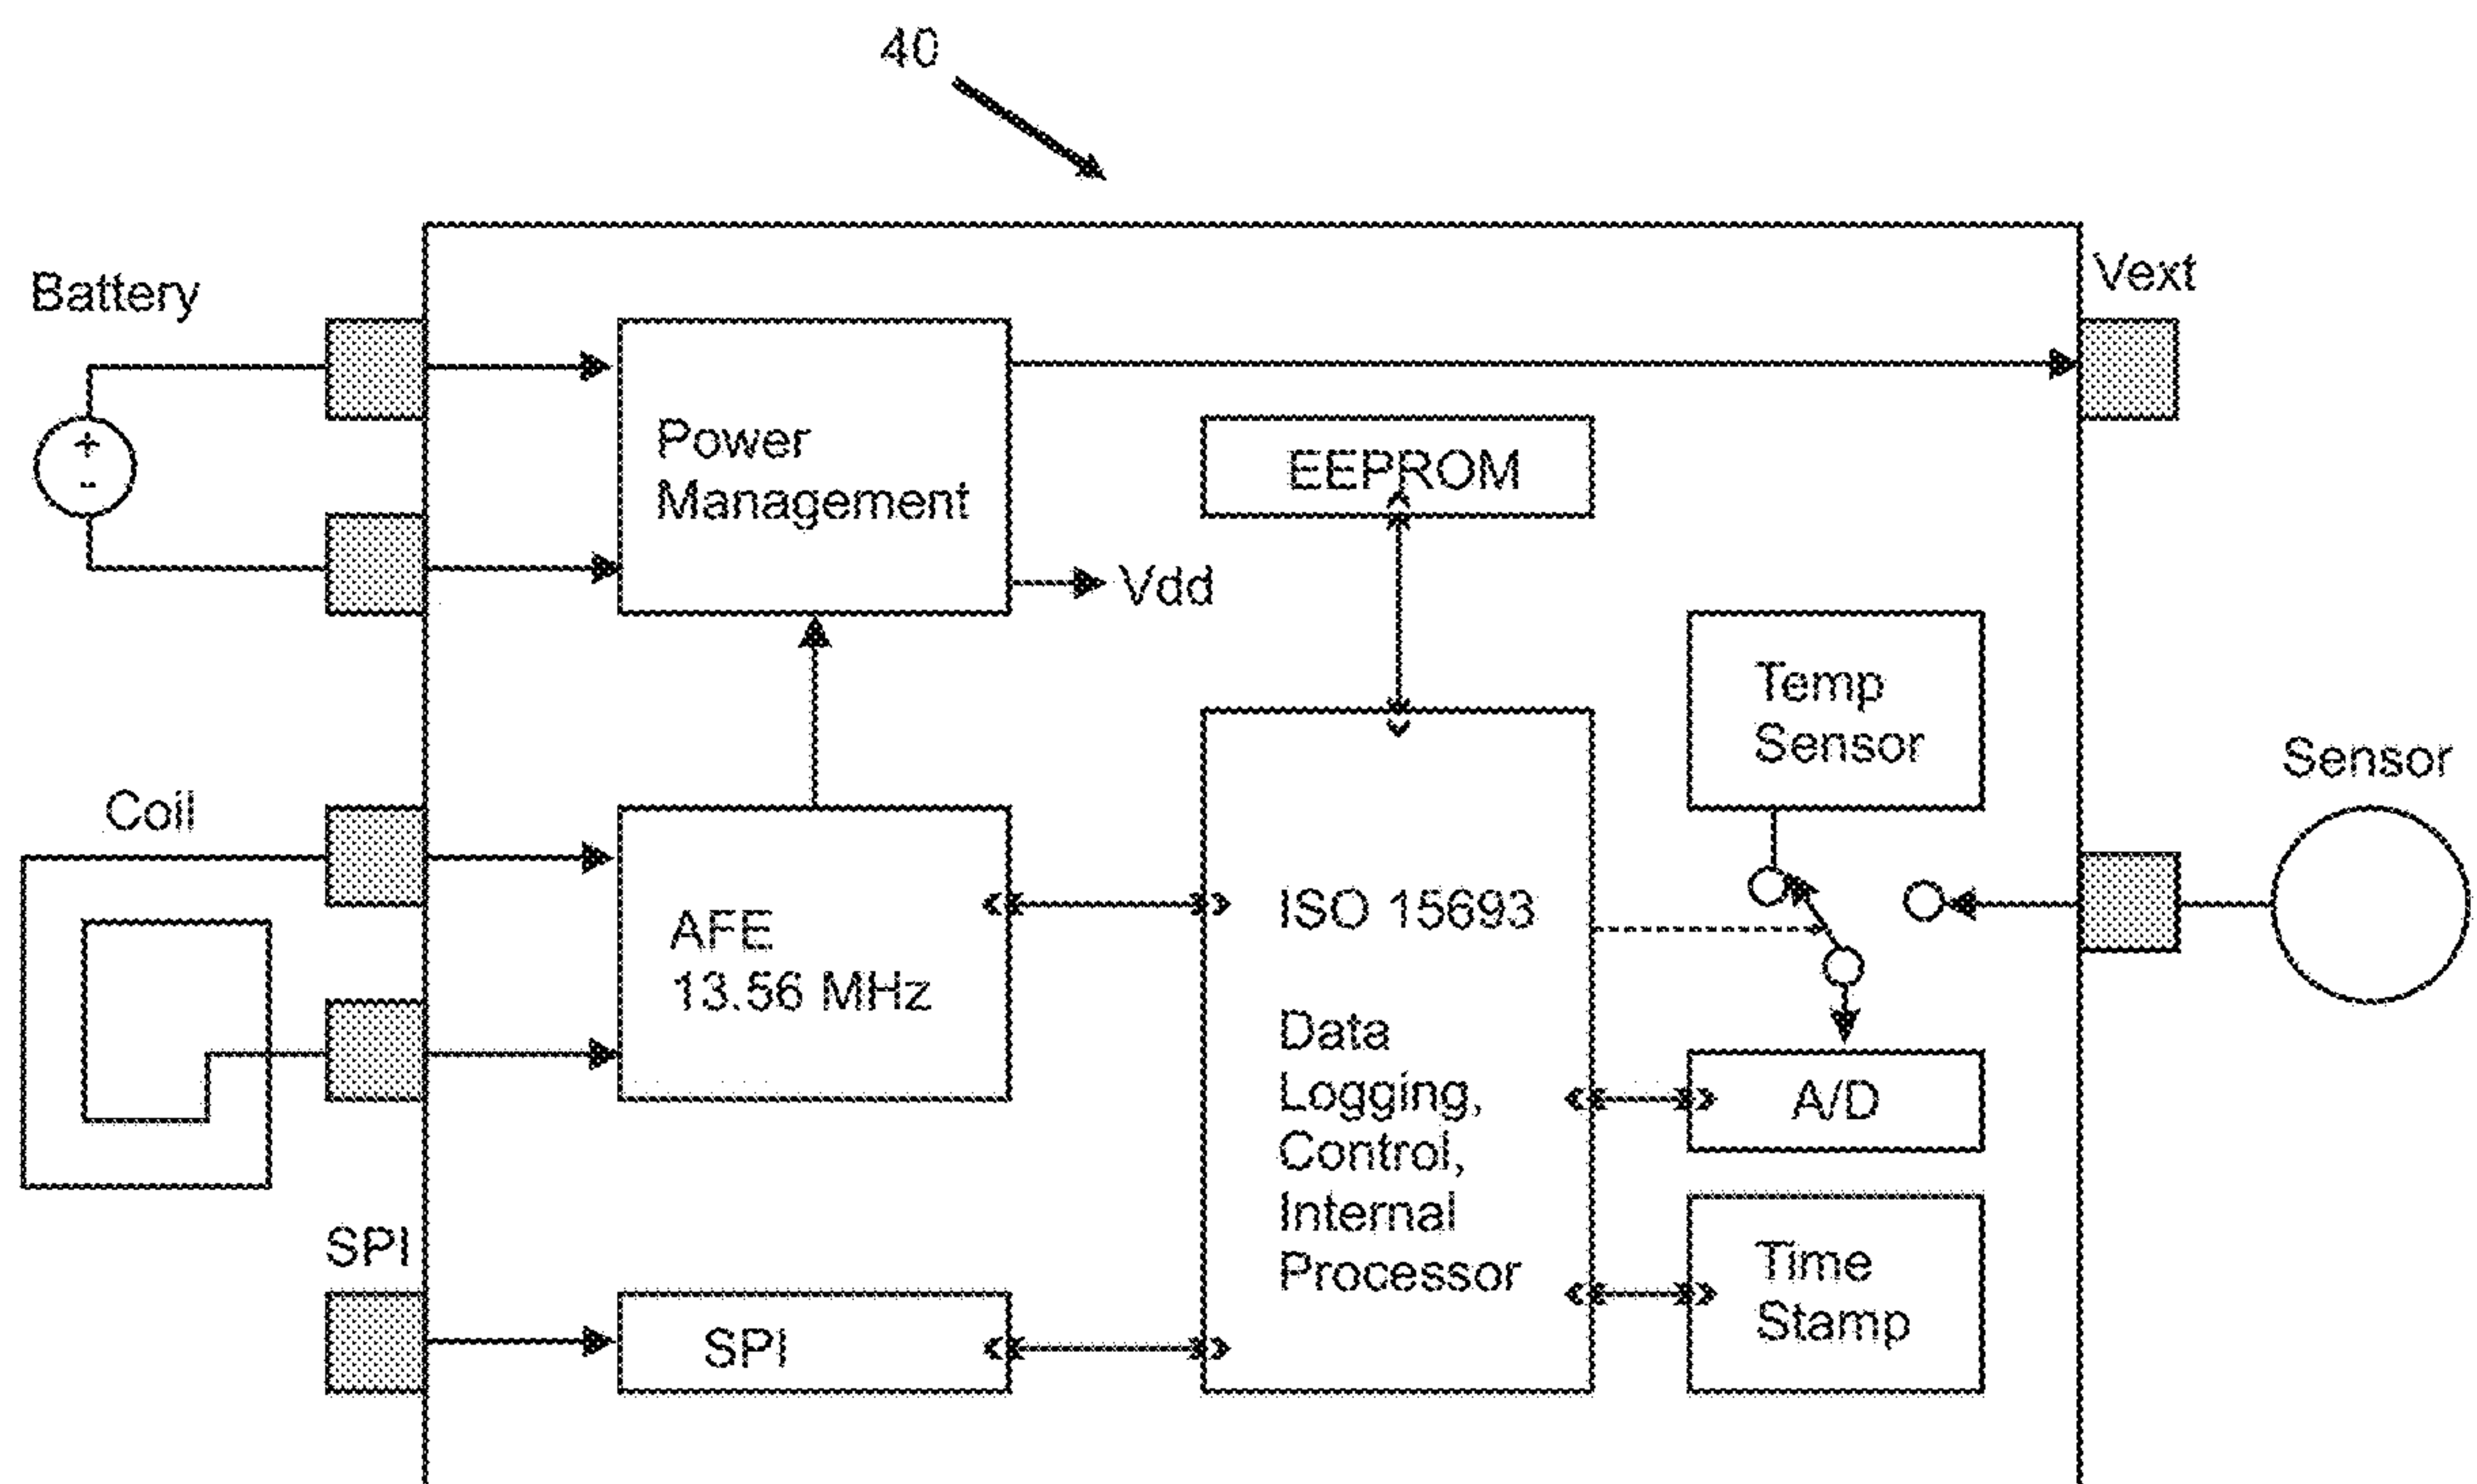 40
Battery
Vext
+
-
Power
Management
EEPROM
Vdd
Temp
Sensor
Sensor
Coil
AFE
13.56 MHz
ISO 15693
Data
Logging,
Control,
Internal
Processor
A/D
SPI
SPI
Time
Stamp